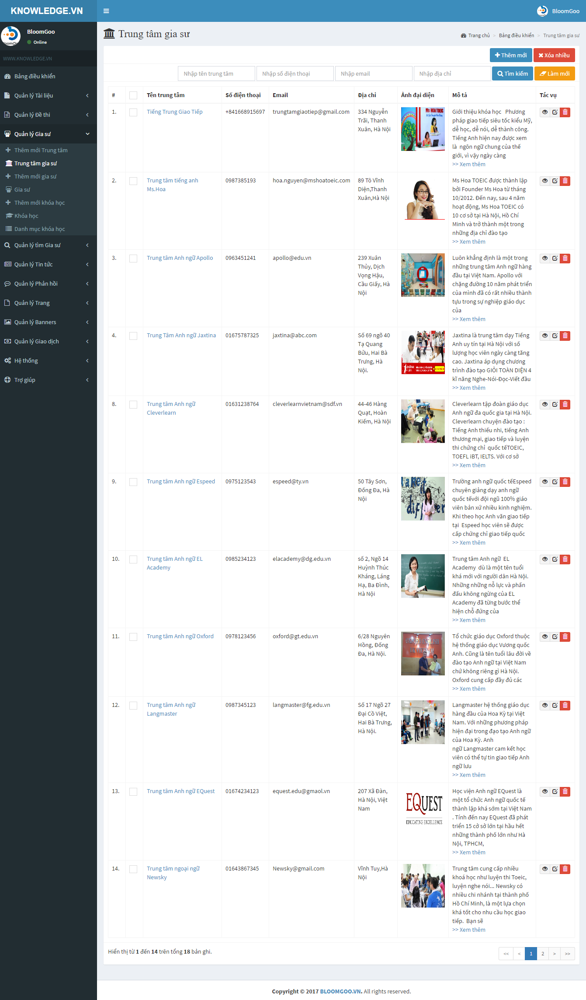 KNOWLEDGE.VN
BloomGoo
BloomGoo
Online
WWW.KNOWLEDGE.VN
Bảng điều khiển
Quản lý Tài liệu
Quản lý Đề thi
Quản lý Gia sư
Thêm mới Trung tâm
Trung tâm gia sư
Thêm mới gia sư
Gia sư
Thêm mới khóa học
Khóa học
Danh mục khóa học
Quản lý tìm Gia sư
Quản lý Tin tức
Quản lý Phản hồi
Quản lý Trang
Quản lý Banners
Quản lý Giao dịch
Hệ thống
Trợ giúp
Trung tâm gia sư
Trang chủ > Bảng điều khiển > Trung tâm gia sư
Thêm mới Xóa nhiều
Nhập tên trung tâm Nhập số điện thoại Nhập email Nhập địa chỉ Tìm kiếm Làm mới
# Tên trung tâm Số điện thoại Email Địa chỉ Ảnh đại diện Mô tả Tác vụ
1. Tiếng Trung Giao Tiếp +841668915697 trungtamgiaotiep@gmail.com
334 Nguyễn
Trãi, Thanh
Xuân, Hà Nội
Ms HOA TOEIC
Giới thiệu khóa học Phương
pháp giao tiếp siêu tốc kiểu Mỹ,
dễ học, dễ nói, dễ thành công.
Tiếng Anh hiện nay được xem
là ngôn ngữ chung của thế
giới, vì vậy ngày càng
>> Xem thêm
2. Trung tâm tiếng anh
Ms.Hoa
0987385193 hoa.nguyen@mshoatoeic.com
89 Tô Vĩnh
Diện,Thanh
Xuân,Hà Nội
Ms Hoa TOEIC được thành lập
bởi Founder Ms Hoa từ tháng
10/2012. Đến nay, sau 4 năm
hoạt động, Ms Hoa TOEIC có
10 cơ sở tại Hà Nội, Hồ Chí
Minh và trở thành một trong
những địa chỉ đào tạo
>> Xem thêm
3. Trung tâm Anh ngữ Apollo 0963451241 apollo@edu.vn
239 Xuân
Thủy, Dịch
Vọng Hậu,
Cầu Giấy, Hà
Nội
Luôn khẳng định là một trong
những trung tâm Anh ngữ hàng
đầu tại Việt Nam. Apollo với
chặng đường 10 năm phát triển
của mình đã có rất nhiều thành
tựu trong sự nghiệp giáo dục
của
>> Xem thêm
4. Trung Tâm Anh ngữ Jaxtina 01675787325 jaxtina@abc.com
Số 69 ngõ 40
Tạ Quang
Bửu, Hai Bà
Trưng, Hà
Nội.
Jaxtina
Jaxtina là trung tâm dạy Tiếng
Anh uy tín tại Hà Nội với số
lượng học viên ngày càng tăng
cao. Jaxtina áp dụng chương
trình đào tạo GIỎI TOÀN DIỆN 4
kĩ năng Nghe-Nói-Đọc-Viết đầu
>> Xem thêm
8. Trung tâm Anh ngữ
Cleverlearn
01631238764 cleverlearnvietnam@sdf.vn
44-46 Hàng
Quạt, Hoàn
Kiếm, Hà Nội
Cleverlearn tập đoàn giáo dục
Anh ngữ đa quốc gia tại Hà Nội.
Cleverlearn chuyện đào tạo :
Tiếng Anh thiếu nhi, tiếng Anh
thương mại, giao tiếp và luyện
thi chứng chỉ quốc tếTOEIC,
TOEFL iBT, IELTS. Với cơ sở
>> Xem thêm
9. Trung tâm Anh ngữ Espeed 0975123543 espeed@ty.vn
50 Tây Sơn,
Đống Đa, Hà
Nội
Trường anh ngữ quốc tếEspeed
chuyên giảng dạy anh ngữ
quốc tếvới đội ngũ 100% giáo
viên bản xứ nhiều kinh nghiệm.
Khi theo học Anh văn giao tiếp
tại Espeed học viên sẽ được
cấp chứng chỉ giao tiếp quốc
>> Xem thêm
10. Trung tâm Anh ngữ EL
Academy
0985234123 elacademy@dg.edu.vn
số 2, Ngõ 14
Huỳnh Thúc
Kháng, Láng
Hạ, Ba Đình,
Hà Nội
Trung tâm Anh ngữ EL
Academy dù là một tên tuổi
khá mới với người dân Hà Nội.
Những những nỗ lực và phấn
đấu không ngừng của EL
Academy đã từng bước thể
hiện chỗ đứng của
>> Xem thêm
11. Trung tâm Anh ngữ Oxford 0978123456 oxford@gt.edu.vn
6/28 Nguyên
Hồng, Đống
Đa, Hà Nội.
OXFORD ENGLISH
UK VIETNAM
Tổ chức giáo dục Oxford thuộc
hệ thống giáo dục Vương quốc
Anh. Cũng là tên tuổi lâu đời về
đào tạo Anh ngữ tại Việt Nam
chứ không riêng gì Hà Nội.
Oxford cung cấp đầy đủ các
>> Xem thêm
12. Trung tâm Anh ngữ
Langmaster
0987345123 langmaster@fg.edu.vn
Số 17 Ngõ 27
Đại Cồ Việt,
Hai Bà Trưng,
Hà Nội.
Langmaster hệ thống giáo dục
hàng đầu của Hoa Kỳ tại Việt
Nam. Với những phương pháp
hiện đại trong đạo tạo Anh ngữ
của Hoa Kỳ. Anh
ngữ Langmaster cam kết học
viên có thể tự tin giao tiếp Anh
ngữ lưu
>> Xem thêm
13. Trung tâm Anh ngữ EQuest 01674234123 equest.edu@gmaol.vn
207 Xã Đàn,
Hà Nội, Việt
Nam
EQUEST
EDUCATING EXCELLENCE
Học viện Anh ngữ EQuest là
một tổ chức Anh ngữ quốc tế
thành lập khá sớm tại Việt Nam
. Tính đến nay EQuest đã phát
triển 15 cở sở lớn tại hầu hết
những thành phố lớn như Hà
Nội, TPHCM,
>> Xem thêm
14. Trung tâm ngoại ngữ
Newsky
01643867345 Newsky@gmail.com
Vĩnh Tuy,Hà
Nội
Trung tâm cung cấp nhiều
khoá học như luyện thi Toeic,
luyện nghe nói... Newsky có
nhiều chi nhánh tại thành phố
Hồ Chí Minh, là một lựa chọn
khá tốt cho nhu cầu học giao
tiếp. Bạn sẽ
>> Xem thêm
Hiển thị từ 1 đến 14 trên tổng 18 bản ghi.
<< < 1 2 > >>
Copyright © 2017 BLOOMGOO.VN. All rights reserved.